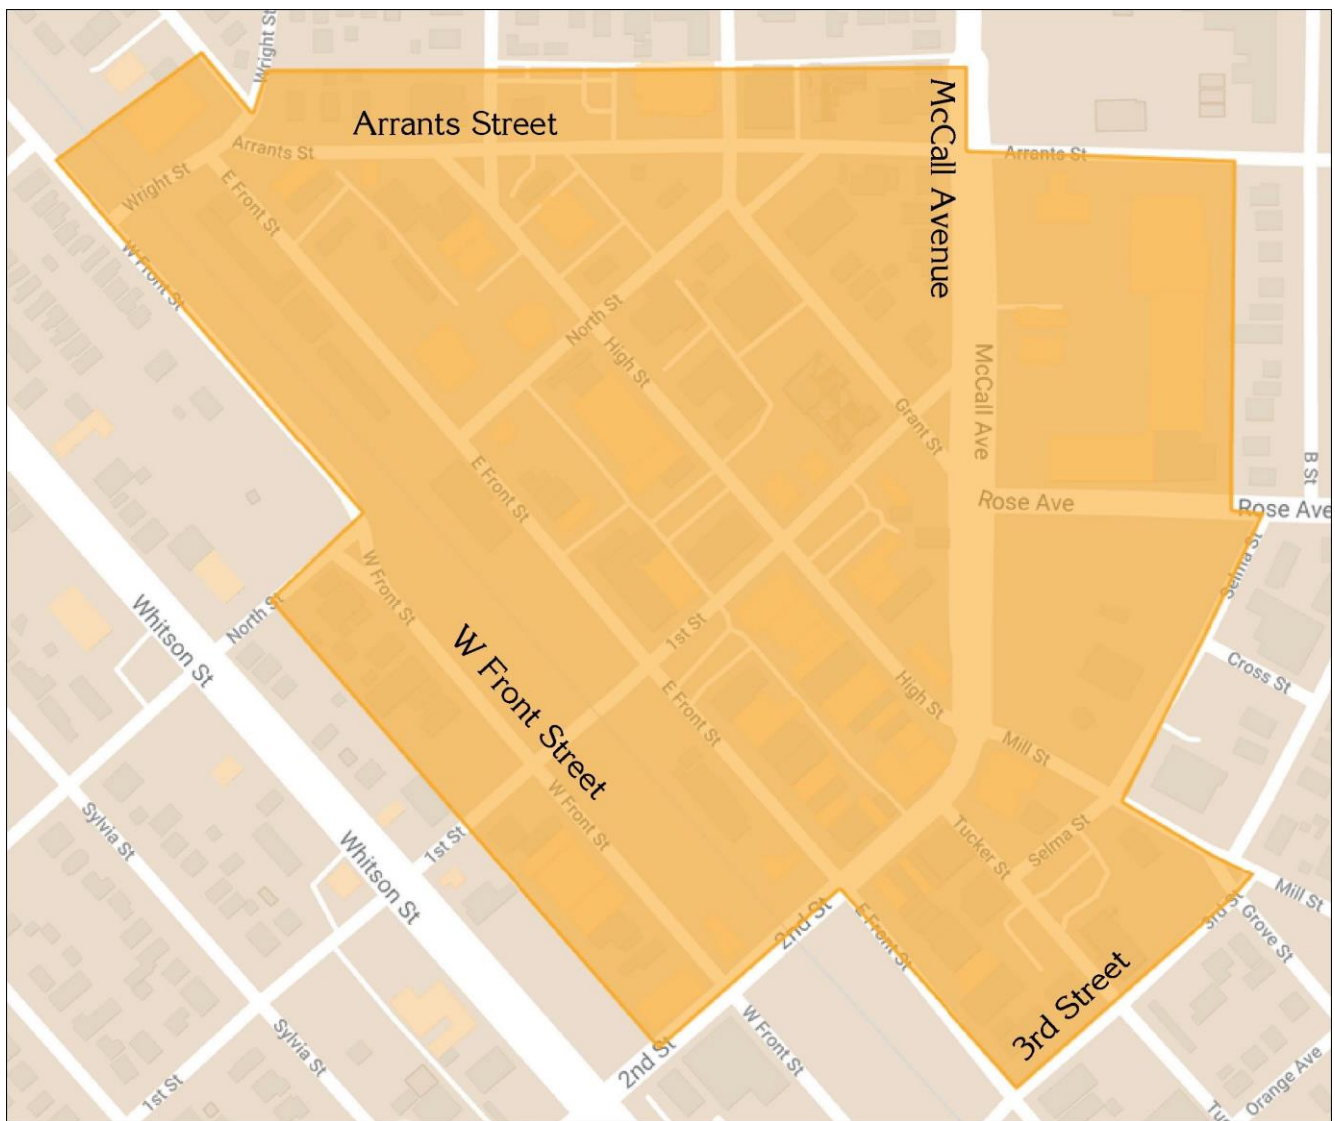 Wright St
Arrants Street
McCall Avenue
Arrants St
Arrants St
Wright St
E Front St
W Front St
North St
High St
McCall Ave
Grant St
B St
E Front St
Rose Ave
Rose Ave
Selma St
W Front St
North St
Whitson St
1st St
W Front Street
Cross St
E Front St
High St
Mill St
W Front St
Sylvia St
Whitson St
1st St
Tucker St
Selma St
Mill St
2nd St
E Front St
3rd St
Grove St
3rd Street
W Front St
2nd St
Sylvia St
1st St
Orange Ave